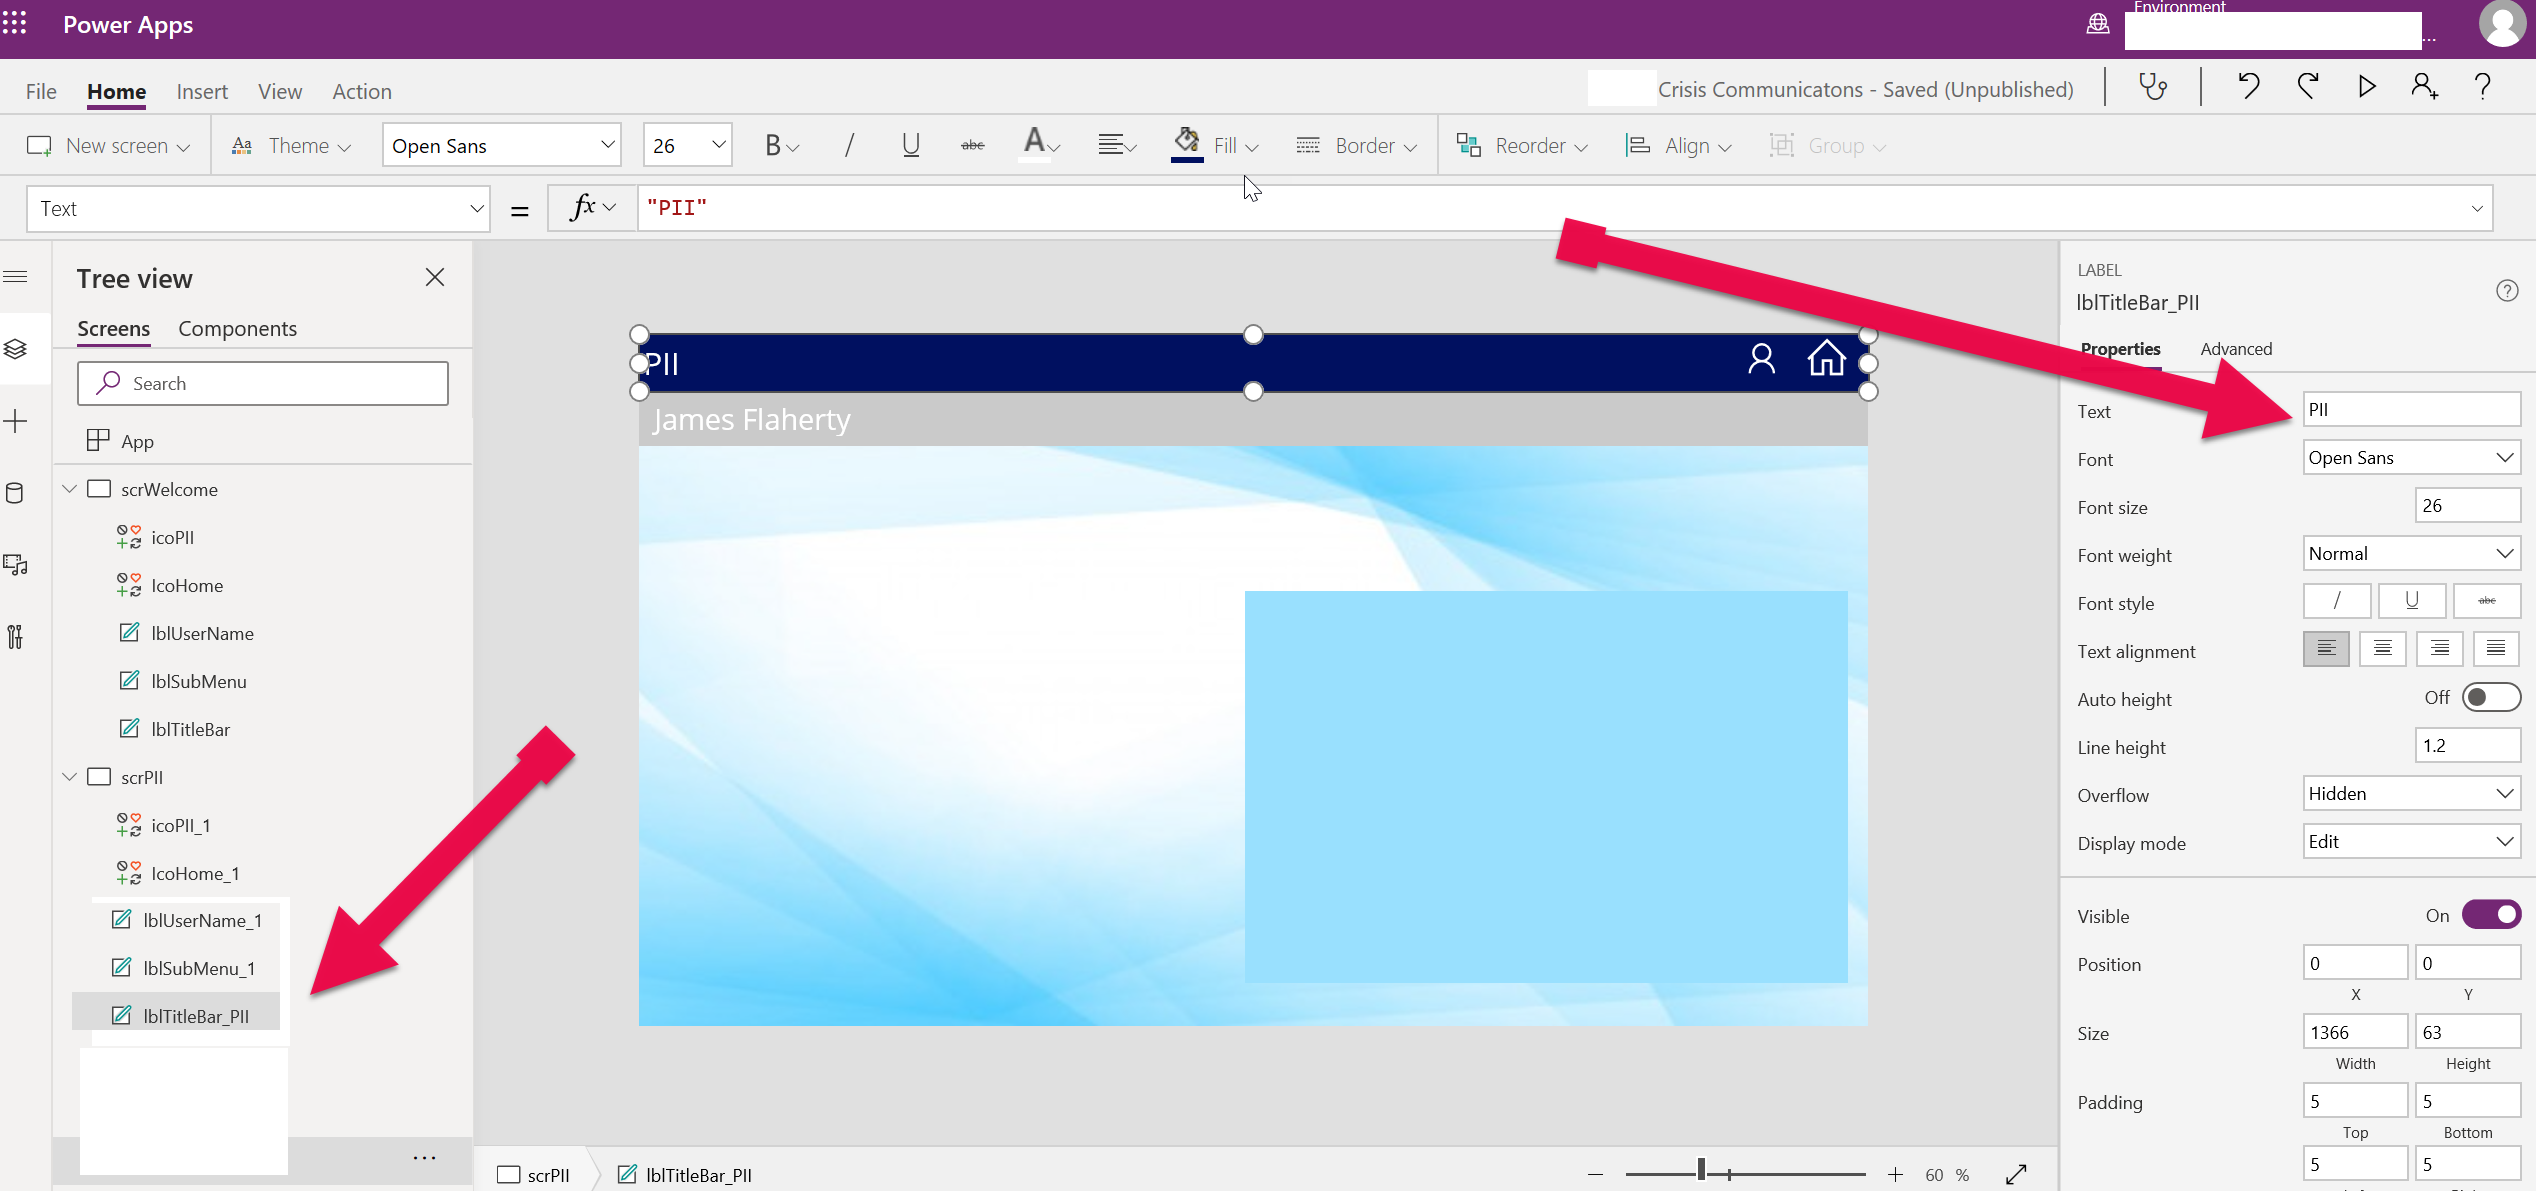 Environment
Power Apps
...
File Home Insert View Action
Crisis Communicatons - Saved (Unpublished)
New screen
Aa Theme
Open Sans
26
B / U abc A
Fill
Border
Reorder
Align
Group
Text
= fx "PII"
Tree view
Screens Components
Search
App
scrWelcome
icoPII
IcoHome
lblUserName
lblSubMenu
lblTitleBar
scrPII
icoPII_1
IcoHome_1
lblUserName_1
lblSubMenu_1
lblTitleBar_PII
...
PII
James Flaherty
scrPII lblTitleBar_PII
60 %
LABEL
lblTitleBar_PII
Properties Advanced
Text PII
Font Open Sans
Font size 26
Font weight Normal
Font style / U abc
Text alignment
Auto height Off
Line height 1.2
Overflow Hidden
Display mode Edit
Visible On
Position 0 0
X Y
Size 1366 63
Width Height
Padding 5 5
Top Bottom
5 5